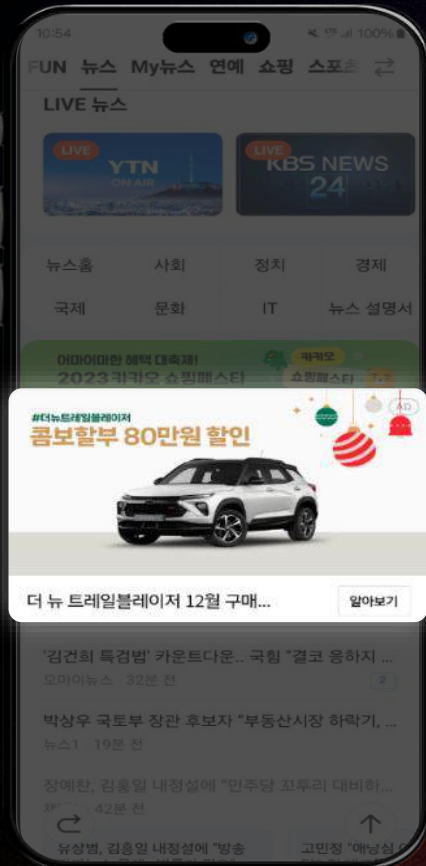 10:54
LTE 100%
FUN 뉴스 My뉴스 연예 쇼핑 스포츠
LIVE 뉴스
LIVE
YTN
ON AIR
LIVE
KBS NEWS
24
뉴스홈 사회 정치 경제
국제 문화 IT 뉴스 설명서
어마어마한 혜택 대축제!
2023 카카오 쇼핑페스타
카카오
쇼핑페스타
AD
#더뉴트레일블레이저
콤보할부 80만원 할인
더 뉴 트레일블레이저 12월 구매...
알아보기
'김건희 특검법' 카운트다운.. 국힘 "결코 응하지 ...
오마이뉴스 32분 전
2
박상우 국토부 장관 후보자 "부동산시장 하락기, ...
뉴스1 19분 전
장예찬, 김홍일 내정설에 "민주당 꼬투리 대비하...
42분 전
유상범, 김홍일 내정설에 "방송
고민정 "애당심